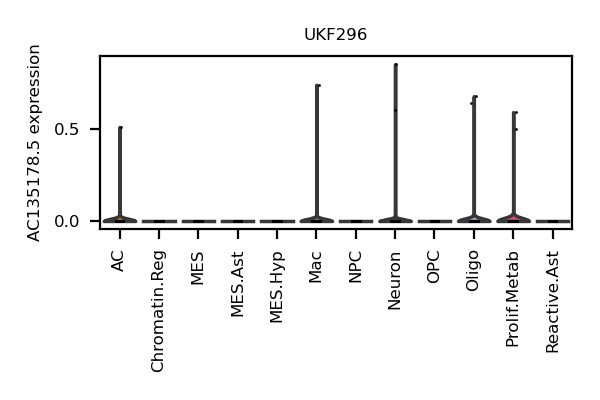 UKF296
AC135178.5 expression
0.5
0.0
AC
Chromatin.Reg
MES
MES.Ast
MES.Hyp
Mac
NPC
Neuron
OPC
Oligo
Prolif.Metab
Reactive.Ast